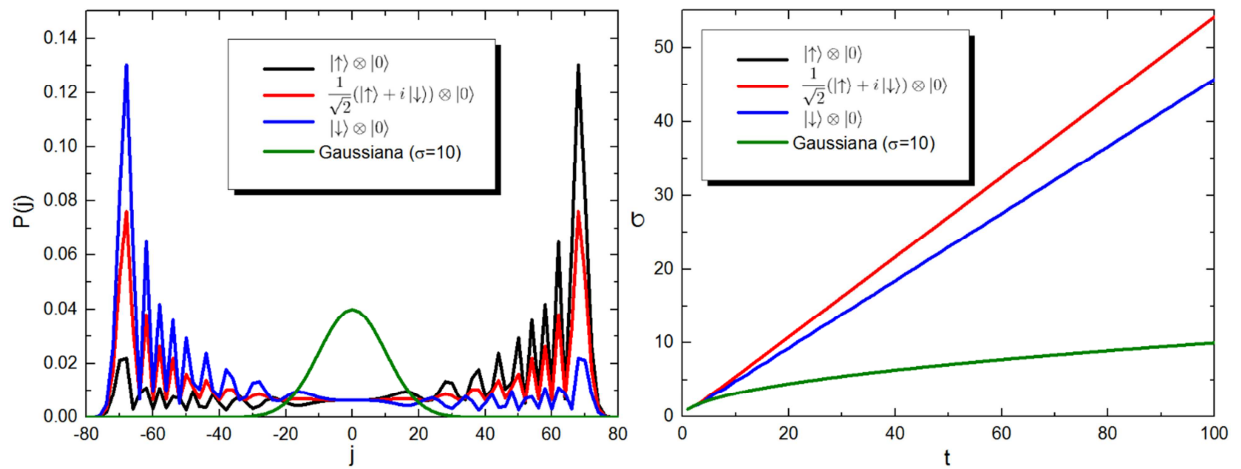 0.14
0.12
0.10
0.08
0.06
0.04
0.02
0.00
P(j)
-80 -60 -40 -20 0 20 40 60 80
j
|↑⟩ ⊗ |0⟩
1/√2(|↑⟩ + i |↓⟩) ⊗ |0⟩
|↓⟩ ⊗ |0⟩
Gaussiana (σ=10)
50
40
30
20
10
0
σ
0 20 40 60 80 100
t
|↑⟩ ⊗ |0⟩
1/√2(|↑⟩ + i |↓⟩) ⊗ |0⟩
|↓⟩ ⊗ |0⟩
Gaussiana (σ=10)